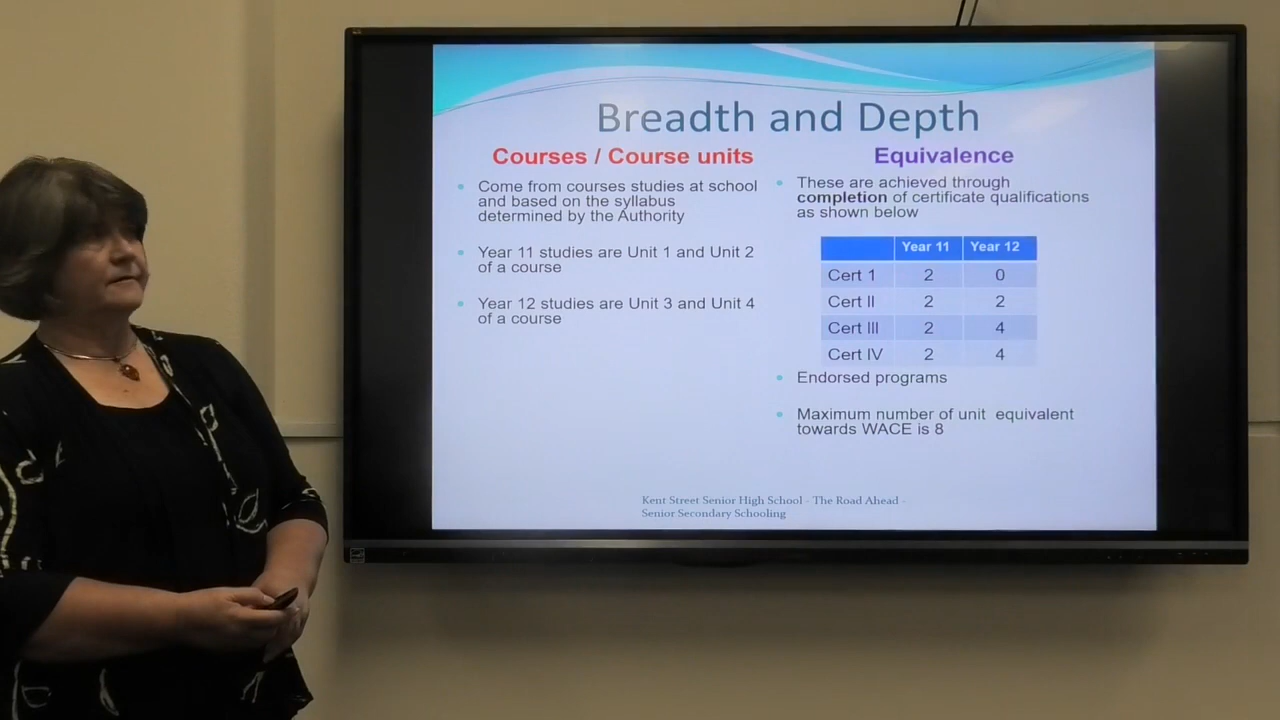 Breadth and Depth
Courses / Course units
Come from courses studies at school
and based on the syllabus
determined by the Authority
Year 11 studies are Unit 1 and Unit 2
of a course
Year 12 studies are Unit 3 and Unit 4
of a course
Equivalence
These are achieved through
completion of certificate qualifications
as shown below
Year 11 Year 12
Cert 1 2 0
Cert II 2 2
Cert III 2 4
Cert IV 2 4
Endorsed programs
Maximum number of unit equivalent
towards WACE is 8
Kent Street Senior High School - The Road Ahead -
Senior Secondary Schooling